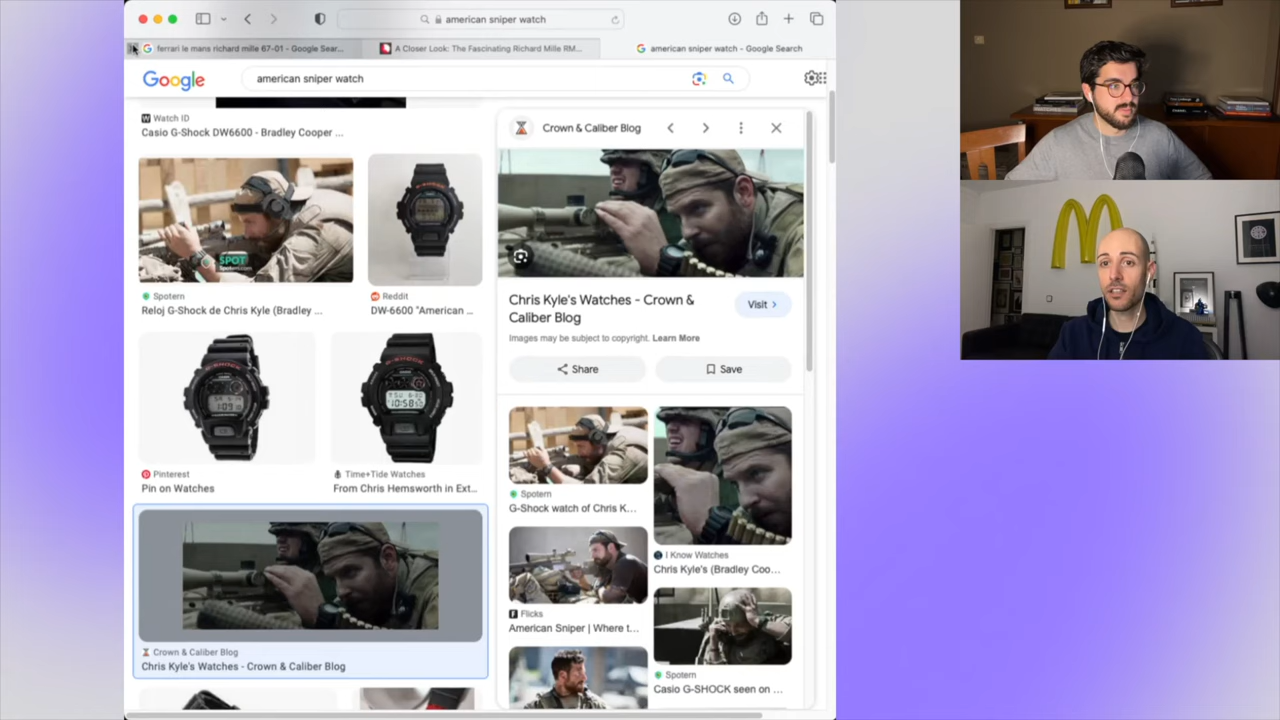 american sniper watch
ferrari le mans richard mille 67-01 - Google Sear...
A Closer Look: The Fascinating Richard Mille RM...
american sniper watch - Google Search
Google
american sniper watch
Watch ID
Casio G-Shock DW6600 - Bradley Cooper ...
SPOT
Spotern
Reloj G-Shock de Chris Kyle (Bradley ...
Reddit
DW-6600 "American ...
G-SHOCK
G-SHOCK
10:58
Pinterest
Pin on Watches
Time+Tide Watches
From Chris Hemsworth in Ext...
Crown & Caliber Blog
Chris Kyle's Watches - Crown & Caliber Blog
Crown & Caliber Blog
Chris Kyle's Watches - Crown &
Caliber Blog
Visit
Images may be subject to copyright. Learn More
Share
Save
Spotern
G-Shock watch of Chris K...
I Know Watches
Chris Kyle's (Bradley Coo...
Flicks
American Sniper | Where t...
Spotern
Casio G-SHOCK seen on ...